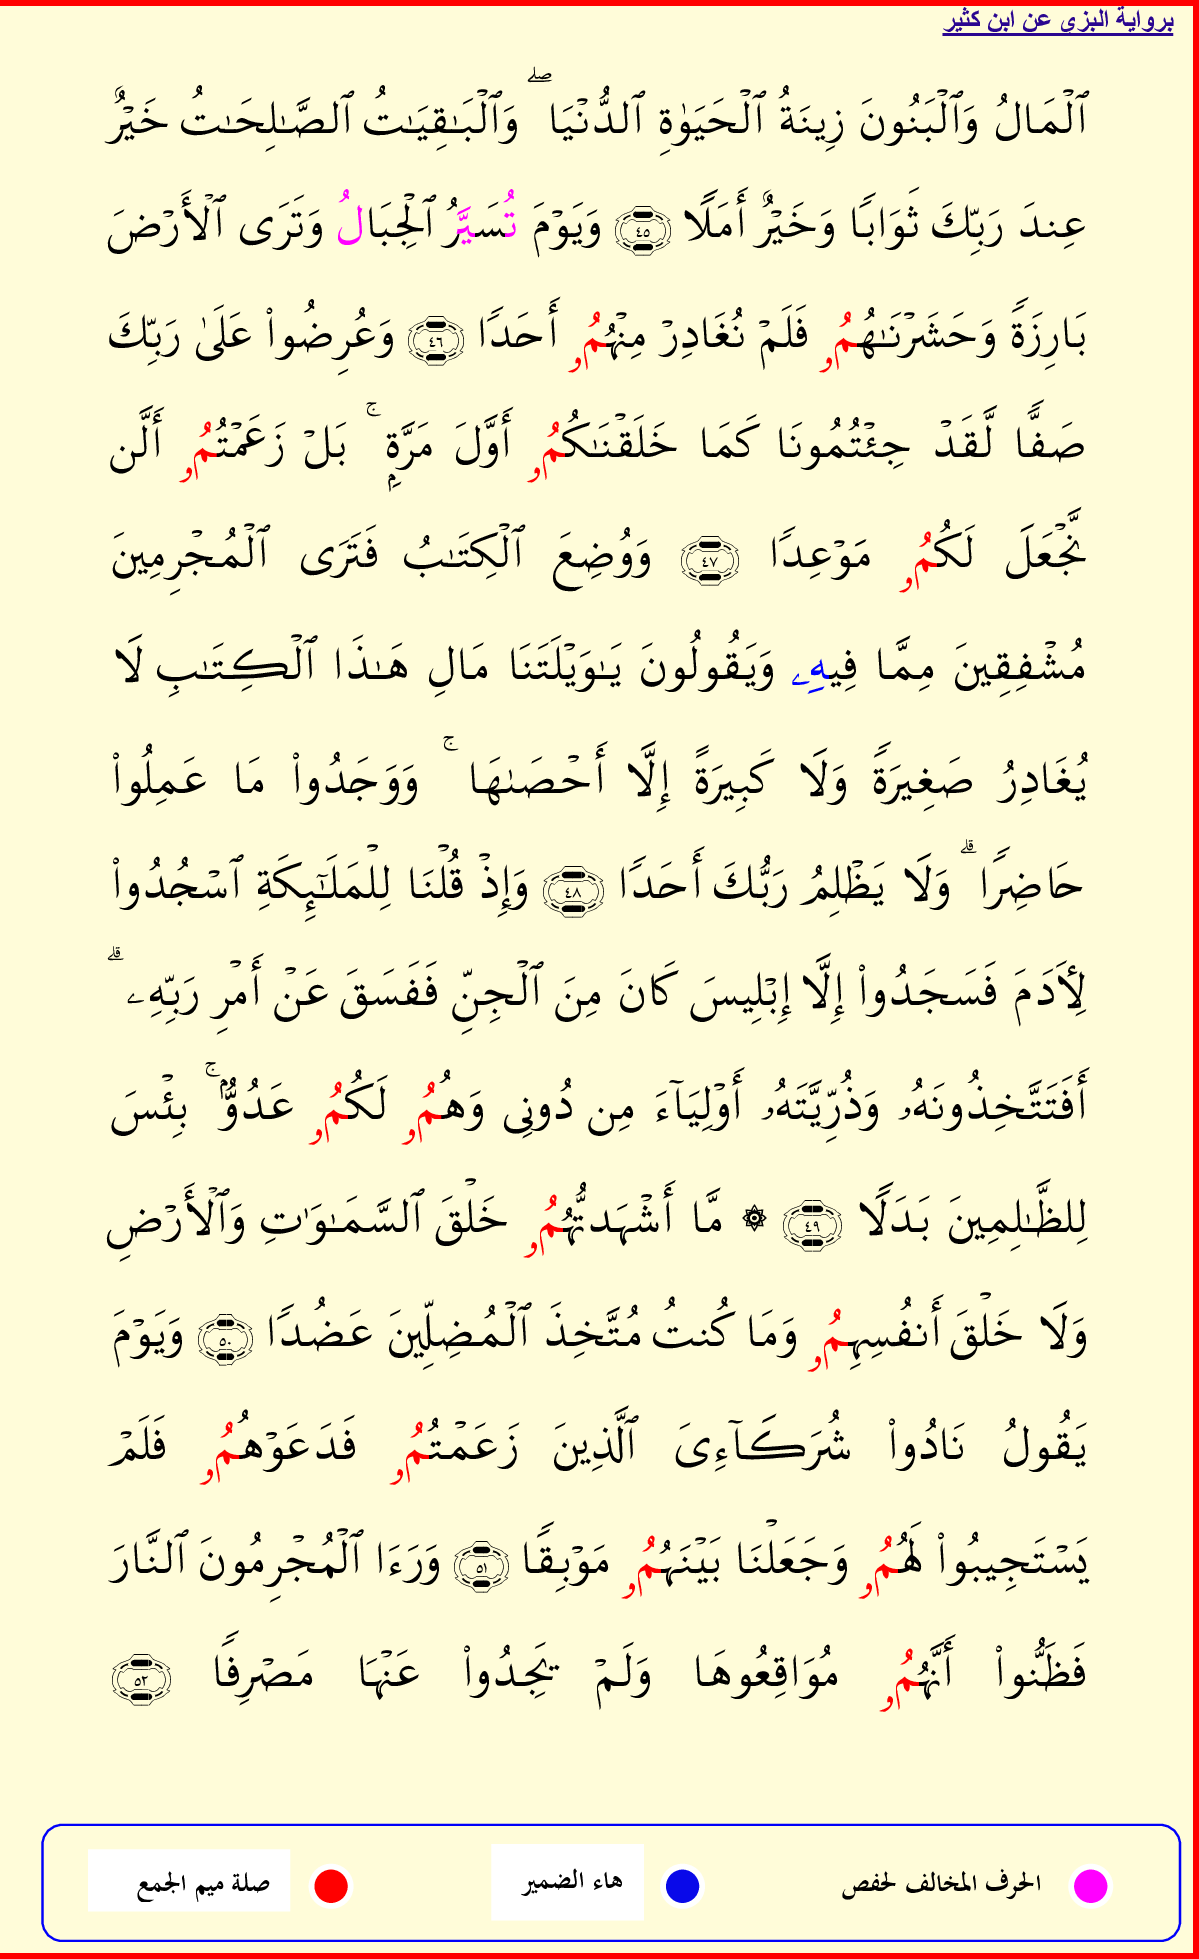 برواية البزي عن ابن كثير
ٱلْمَالُ وَٱلْبَنُونَ زِينَةُ ٱلْحَيَوٰةِ ٱلدُّنْيَا ۖ وَٱلْبَـٰقِيَـٰتُ ٱلصَّـٰلِحَـٰتُ خَيْرٌ
عِندَ رَبِّكَ ثَوَابًا وَخَيْرٌ أَمَلًا ٤٥ وَيَوْمَ تُسَيَّرُ ٱلْجِبَالُ وَتَرَى ٱلْأَرْضَ
بَارِزَةً وَحَشَرْنَـٰهُمُۥ فَلَمْ نُغَادِرْ مِنْهُمُۥ أَحَدًا ٤٦ وَعُرِضُوا۟ عَلَىٰ رَبِّكَ
صَفًّا لَّقَدْ جِئْتُمُونَا كَمَا خَلَقْنَـٰكُمُۥ أَوَّلَ مَرَّةٍۭ ۚ بَلْ زَعَمْتُمُۥ أَلَّن
نَّجْعَلَ لَكُمُۥ مَوْعِدًا ٤٧ وَوُضِعَ ٱلْكِتَـٰبُ فَتَرَى ٱلْمُجْرِمِينَ
مُشْفِقِينَ مِمَّا فِيهِۦ وَيَقُولُونَ يَـٰوَيْلَتَنَا مَالِ هَـٰذَا ٱلْكِتَـٰبِ لَا
يُغَادِرُ صَغِيرَةً وَلَا كَبِيرَةً إِلَّا أَحْصَىٰهَا ۚ وَوَجَدُوا۟ مَا عَمِلُوا۟
حَاضِرًا ۗ وَلَا يَظْلِمُ رَبُّكَ أَحَدًا ٤٨ وَإِذْ قُلْنَا لِلْمَلَـٰٓئِكَةِ ٱسْجُدُوا۟
لِـَٔادَمَ فَسَجَدُوا۟ إِلَّا إِبْلِيسَ كَانَ مِنَ ٱلْجِنِّ فَفَسَقَ عَنْ أَمْرِ رَبِّهِۦ ۗ
أَفَتَتَّخِذُونَهُۥ وَذُرِّيَّتَهُۥ أَوْلِيَآءَ مِن دُونِى وَهُمُۥ لَكُمُۥ عَدُوٌّۢ ۚ بِئْسَ
لِلظَّـٰلِمِينَ بَدَلًا ٤٩ ۞ مَّا أَشْهَدتُّهُمُۥ خَلْقَ ٱلسَّمَـٰوَٰتِ وَٱلْأَرْضِ
وَلَا خَلْقَ أَنفُسِهِمُۥ وَمَا كُنتُ مُتَّخِذَ ٱلْمُضِلِّينَ عَضُدًا ٥٠ وَيَوْمَ
يَقُولُ نَادُوا۟ شُرَكَآءِىَ ٱلَّذِينَ زَعَمْتُمُۥ فَدَعَوْهُمُۥ فَلَمْ
يَسْتَجِيبُوا۟ لَهُمُۥ وَجَعَلْنَا بَيْنَهُمُۥ مَوْبِقًا ٥١ وَرَءَا ٱلْمُجْرِمُونَ ٱلنَّارَ
فَظَنُّوا۟ أَنَّهُمُۥ مُوَاقِعُوهَا وَلَمْ يَجِدُوا۟ عَنْهَا مَصْرِفًا ٥٢
الحرف المخالف لحفص هاء الضمير صلة ميم الجمع